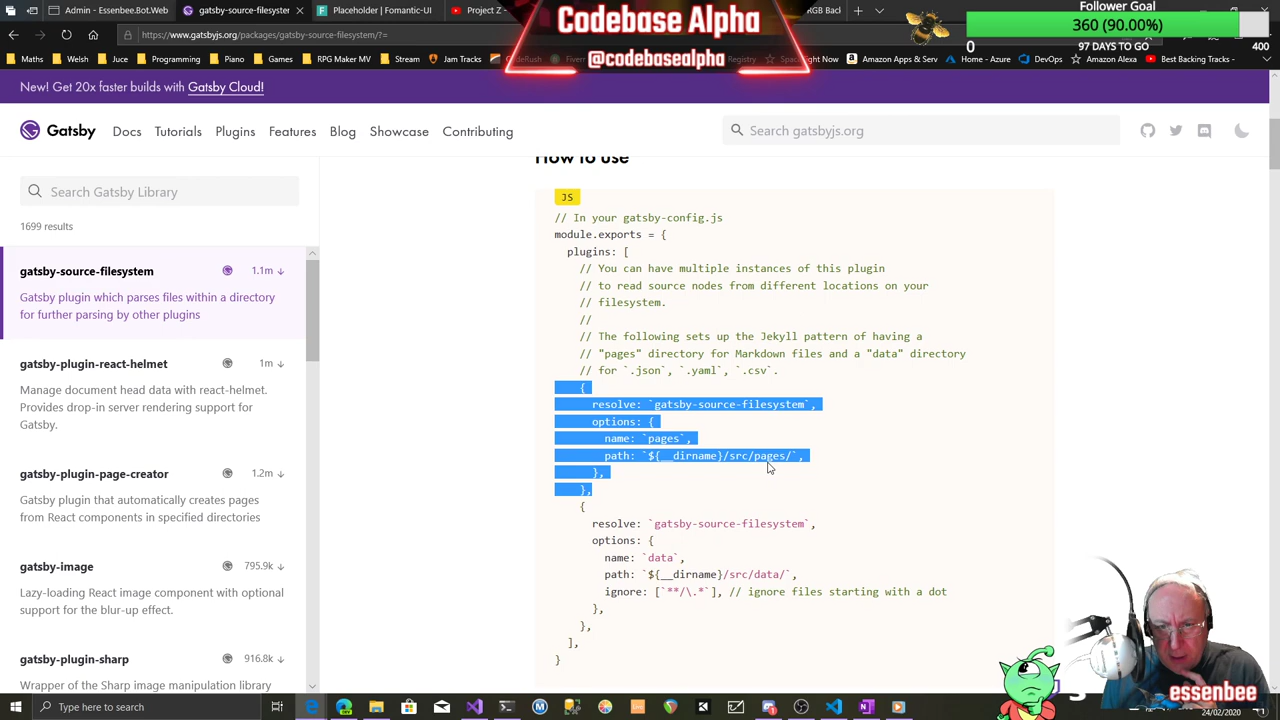 Admin - Essenbee.Bot.Web
gatsby-source-filesyster
Placeholder | Fomantic-UI
Project Z -
RGB Bacl
Codebase Alpha
@codebasealpha
Follower Goal
360 (90.00%)
0
97 DAYS TO GO
400
https://www.gatsbyjs.org/packages/gatsby-source-filesystem/?=
Maths
Welsh
Juce
Programming
Piano
Games
RPG Maker MV
Stream
Jam Tracks
CodeRush
Fiverr
Registry
Spaceflight Now
Amazon Apps & Serv
Home - Azure
DevOps
Amazon Alexa
Best Backing Tracks -
New! Get 20x faster builds with Gatsby Cloud!
Gatsby
Docs
Tutorials
Plugins
Features
Blog
Showcase
Contributing
Search gatsbyjs.org
Search Gatsby Library
1699 results
gatsby-source-filesystem
1.1m
Gatsby plugin which parses files within a directory
for further parsing by other plugins
gatsby-plugin-react-helmet
1m
Manage document head data with react-helmet.
Provides drop-in server rendering support for
Gatsby.
gatsby-plugin-page-creator
1.2m
Gatsby plugin that automatically creates pages
from React components in specified directories
gatsby-image
795.9k
Lazy-loading React image component with optional
support for the blur-up effect.
gatsby-plugin-sharp
916.8k
Wrapper of the Sharp image manipulation library
How to use
JS
// In your gatsby-config.js
module.exports = {
plugins: [
// You can have multiple instances of this plugin
// to read source nodes from different locations on your
// filesystem.
//
// The following sets up the Jekyll pattern of having a
// "pages" directory for Markdown files and a "data" directory
// for `.json`, `.yaml`, `.csv`.
{
resolve: `gatsby-source-filesystem`,
options: {
name: `pages`,
path: `${__dirname}/src/pages/`,
},
},
{
resolve: `gatsby-source-filesystem`,
options: {
name: `data`,
path: `${__dirname}/src/data/`,
ignore: [`**/\.*`], // ignore files starting with a dot
},
},
],
}
essenbee
Type here to search
24/02/2020